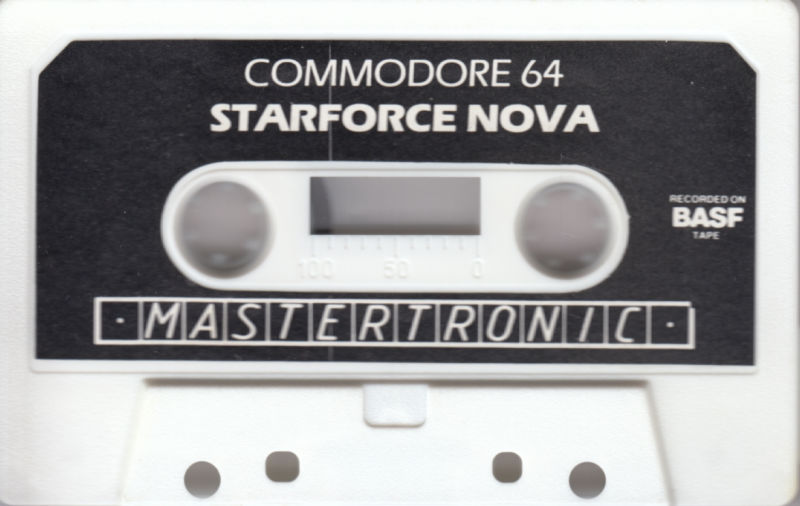 COMMODORE 64
STARFORCE NOVA
RECORDED ON
BASF
TAPE
100 50 0
· MASTERTRONIC ·